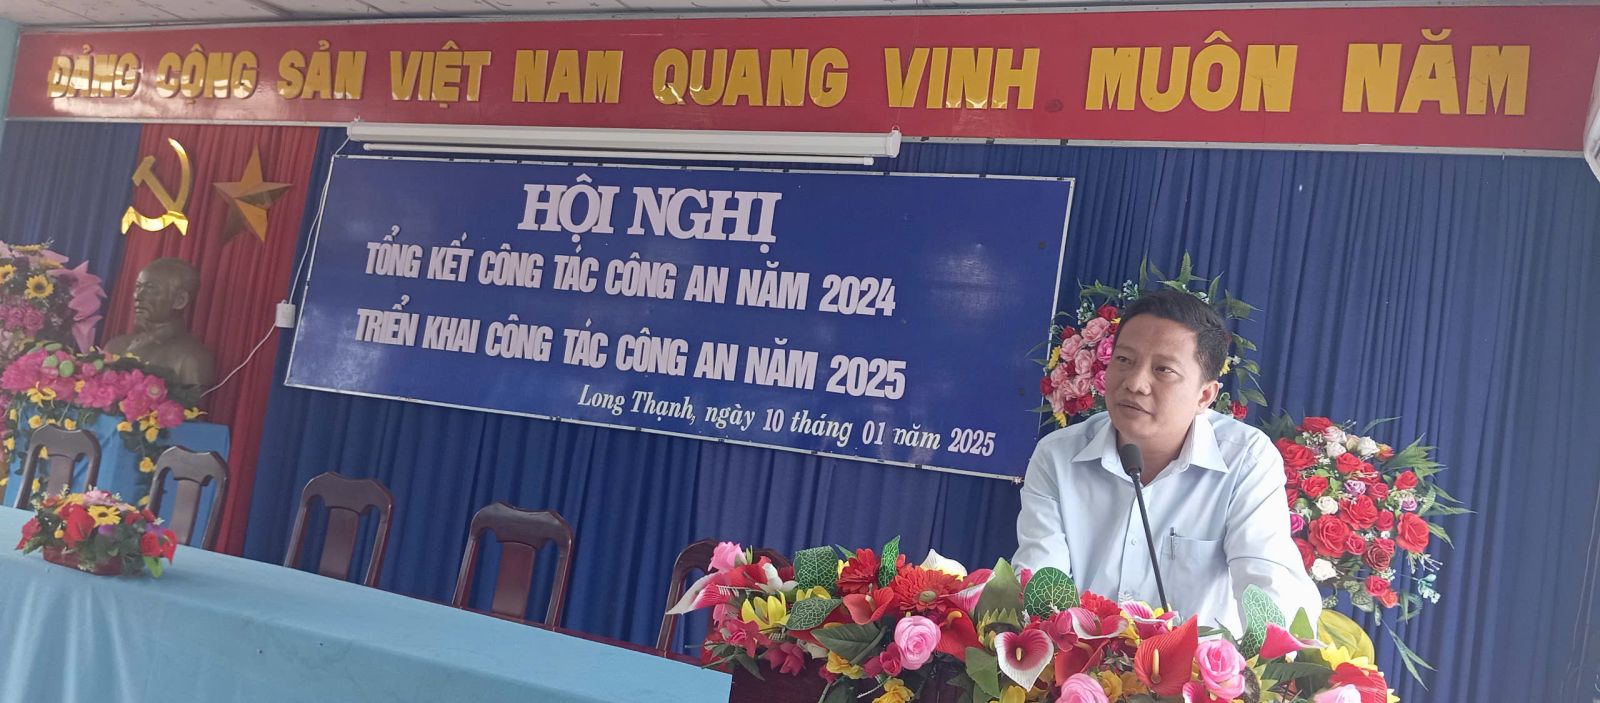 ĐẢNG CỘNG SẢN VIỆT NAM QUANG VINH MUÔN NĂM
HỘI NGHỊ
TỔNG KẾT CÔNG TÁC CÔNG AN NĂM 2024
TRIỂN KHAI CÔNG TÁC CÔNG AN NĂM 2025
Long Thạnh, ngày 10 tháng 01 năm 2025